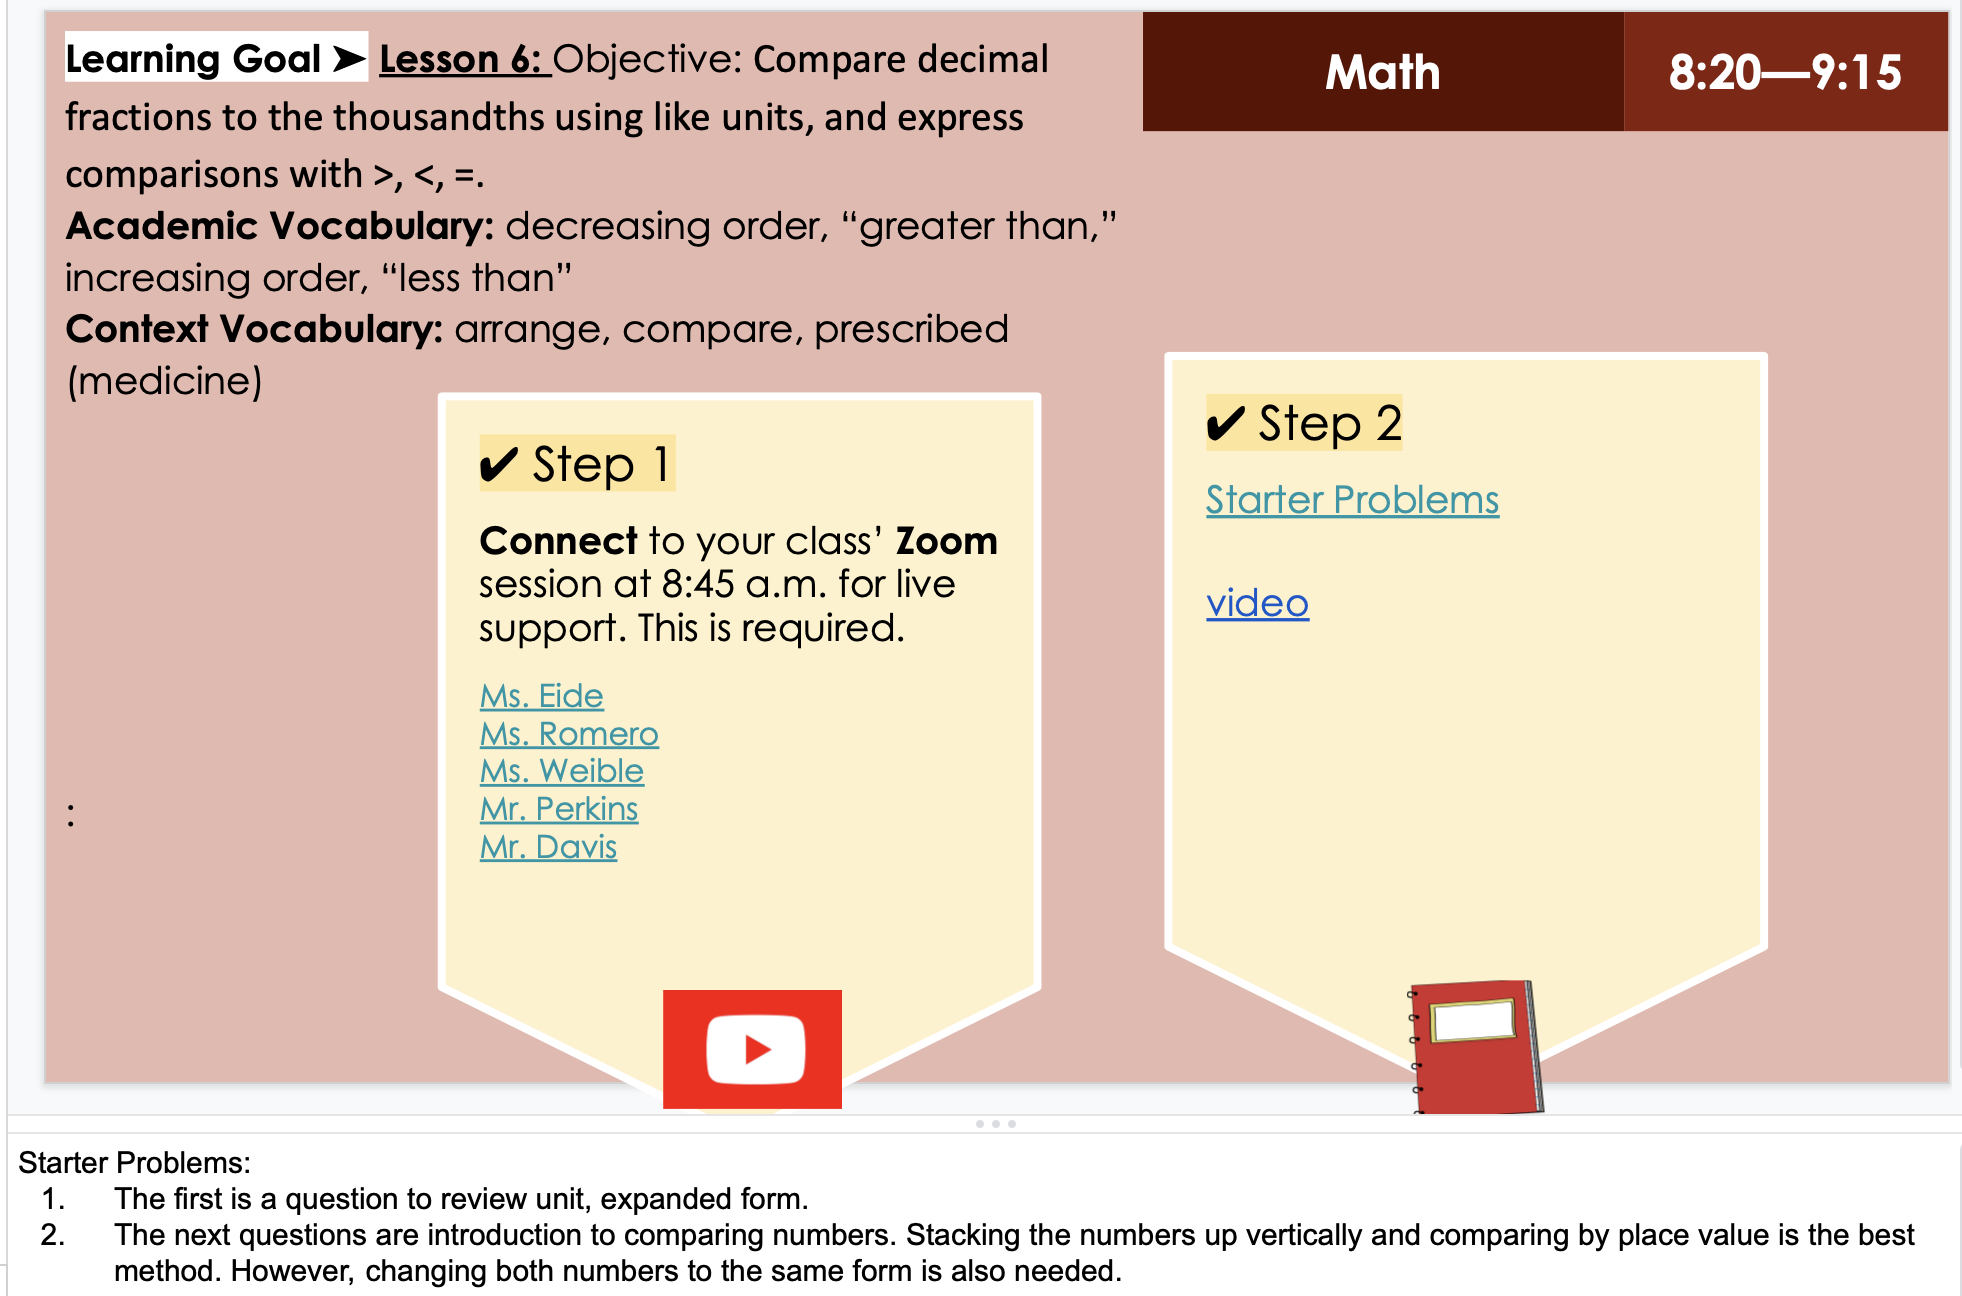 Learning Goal ➤ Lesson 6: Objective: Compare decimal
fractions to the thousandths using like units, and express
comparisons with >, <, =.
Academic Vocabulary: decreasing order, “greater than,”
increasing order, “less than”
Context Vocabulary: arrange, compare, prescribed
(medicine)
:
Math
8:20—9:15
✔ Step 1
Connect to your class’ Zoom
session at 8:45 a.m. for live
support. This is required.
Ms. Eide
Ms. Romero
Ms. Weible
Mr. Perkins
Mr. Davis
✔ Step 2
Starter Problems
video
Starter Problems:
1. The first is a question to review unit, expanded form.
2. The next questions are introduction to comparing numbers. Stacking the numbers up vertically and comparing by place value is the best
method. However, changing both numbers to the same form is also needed.